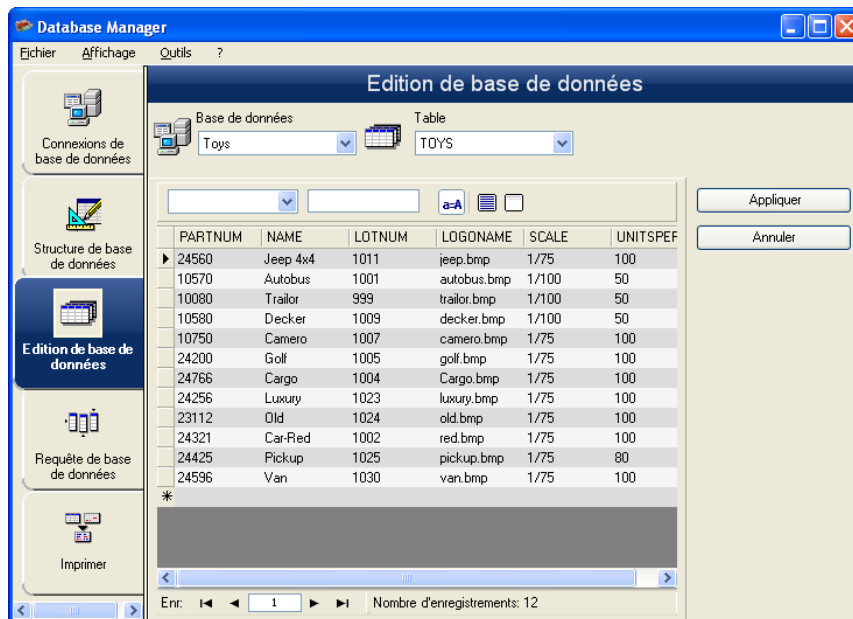 Database Manager
Fichier Affichage Outils ?
Edition de base de données
Connexions de
base de données
Structure de base
de données
Edition de base de
données
Requête de base
de données
Imprimer
Base de données
Toys
Table
TOYS
a=A
Appliquer
Annuler
PARTNUM NAME LOTNUM LOGONAME SCALE UNITSPER
24560 Jeep 4x4 1011 jeep.bmp 1/75 100
10570 Autobus 1001 autobus.bmp 1/100 50
10080 Trailor 999 trailor.bmp 1/100 50
10580 Decker 1009 decker.bmp 1/100 50
10750 Camero 1007 camero.bmp 1/75 100
24200 Golf 1005 golf.bmp 1/75 100
24766 Cargo 1004 Cargo.bmp 1/75 100
24256 Luxury 1023 luxury.bmp 1/75 100
23112 Old 1024 old.bmp 1/75 100
24321 Car-Red 1002 red.bmp 1/75 100
24425 Pickup 1025 pickup.bmp 1/75 80
24596 Van 1030 van.bmp 1/75 100
Enr: 1 Nombre d'enregistrements: 12